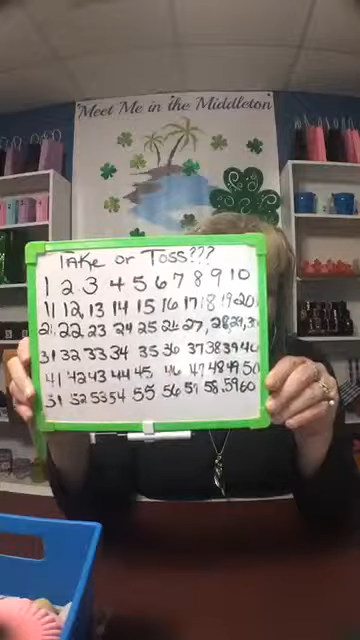 Meet Me in the Middleton
Take or Toss???
1 2 3 4 5 6 7 8 9 10
11 12, 13 14 15 16 17 18 19 20
21, 22 23 24 25 26 27, 28, 29, 3
31 32 33 34 35 36 37 38 39 40
41 42 43 44 45, 46 47 48 49 50
51 52 53 54 55 56 57 58, 59 60